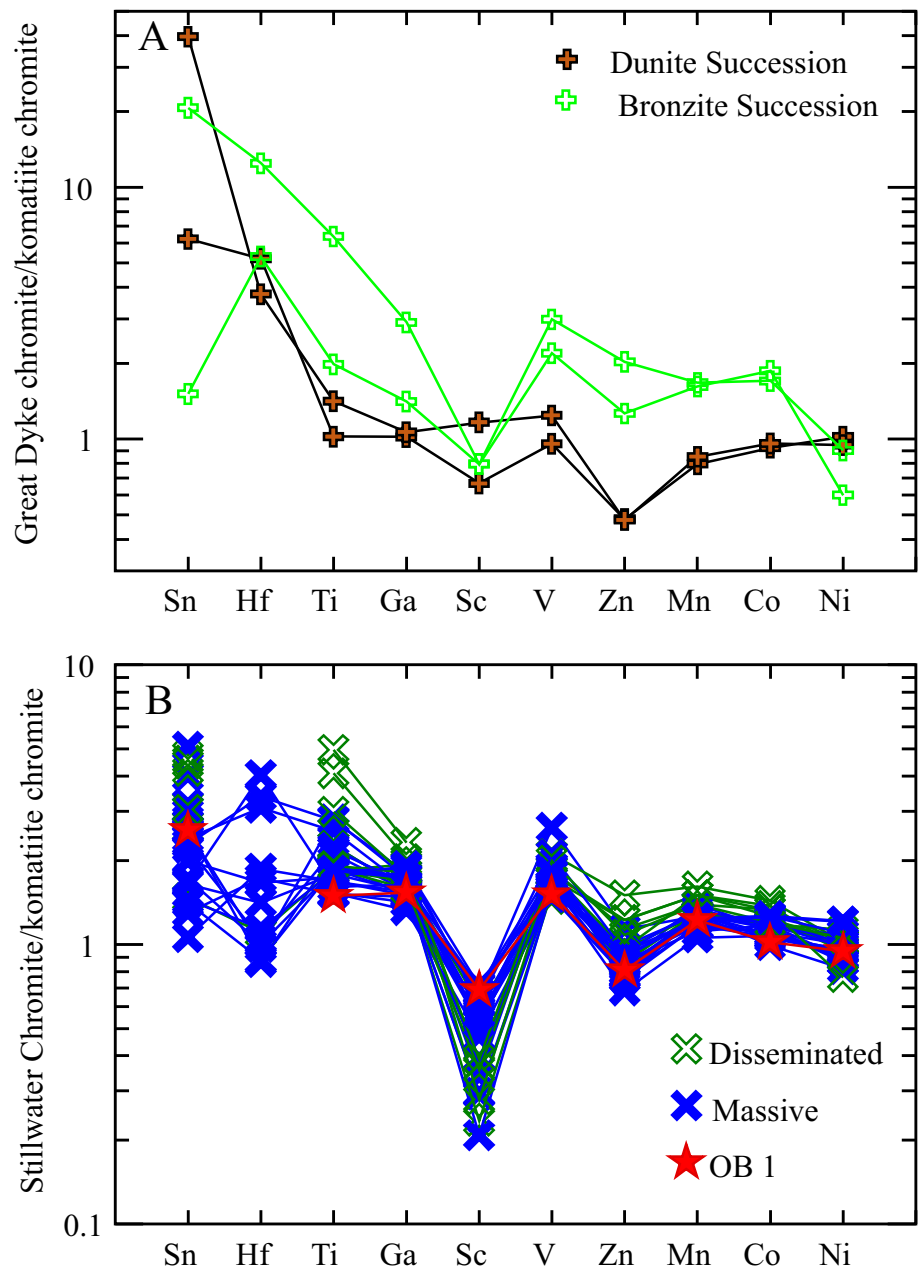 A
Dunite Succession
Bronzite Succession
Great Dyke chromite/komatiite chromite
10
1
Sn Hf Ti Ga Sc V Zn Mn Co Ni
B
Stillwater Chromite/komatiite chromite
10
1
0.1
Disseminated
Massive
OB 1
Sn Hf Ti Ga Sc V Zn Mn Co Ni